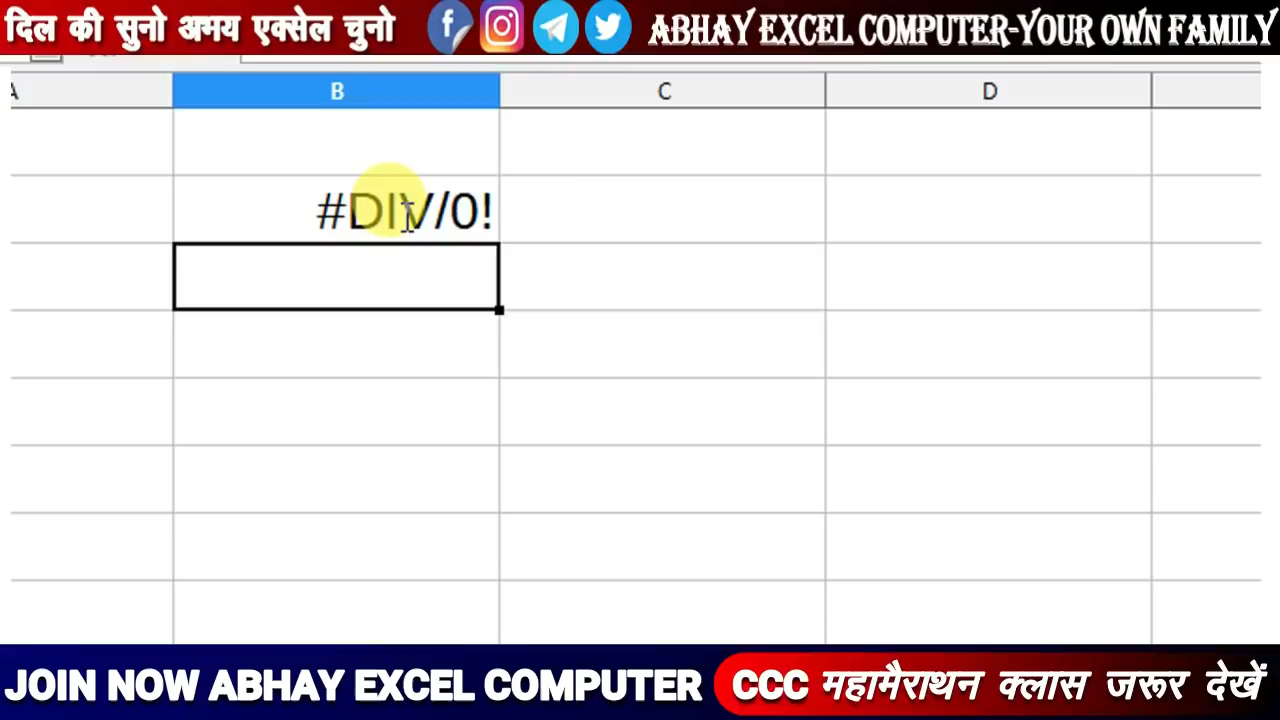 दिल की सुनो अभय एक्सेल चुनो ABHAY EXCEL COMPUTER-YOUR OWN FAMILY
A B C D
#DIV/0!
JOIN NOW ABHAY EXCEL COMPUTER CCC महामैराथन क्लास जरूर देखें